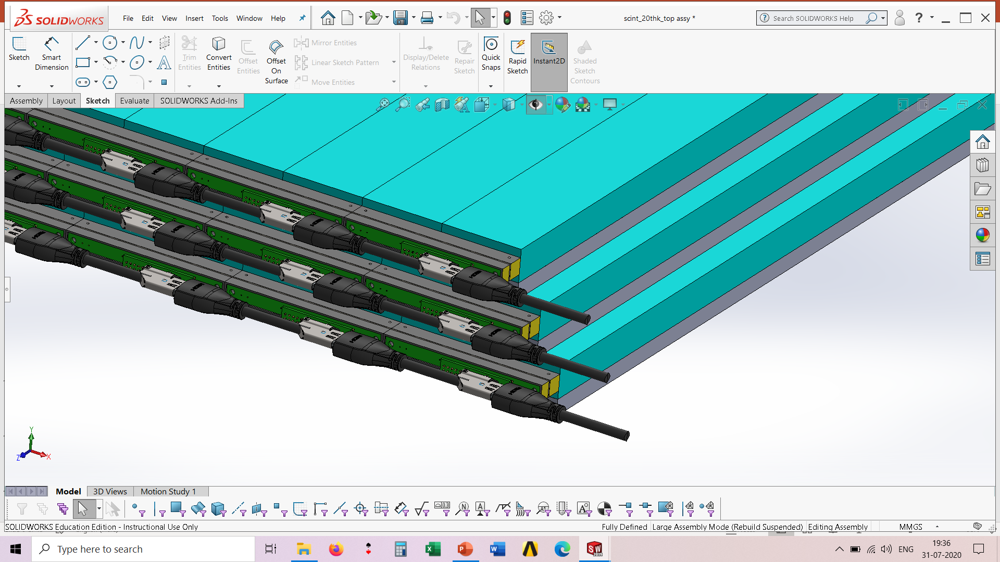 SOLIDWORKS File Edit View Insert Tools Window Help scint_20thk_top assy * Search SOLIDWORKS Help ?
Sketch Smart Dimension Trim Entities Convert Entities Offset Entities Offset On Surface Mirror Entities Linear Sketch Pattern Move Entities Display/Delete Relations Repair Sketch Quick Snaps Rapid Sketch Instant2D Shaded Sketch Contours
Assembly Layout Sketch Evaluate SOLIDWORKS Add-Ins
Y
Z X
Model 3D Views Motion Study 1
SOLIDWORKS Education Edition - Instructional Use Only Fully Defined Large Assembly Mode (Rebuild Suspended) Editing Assembly MMGS
Type here to search ENG 19:36
31-07-2020